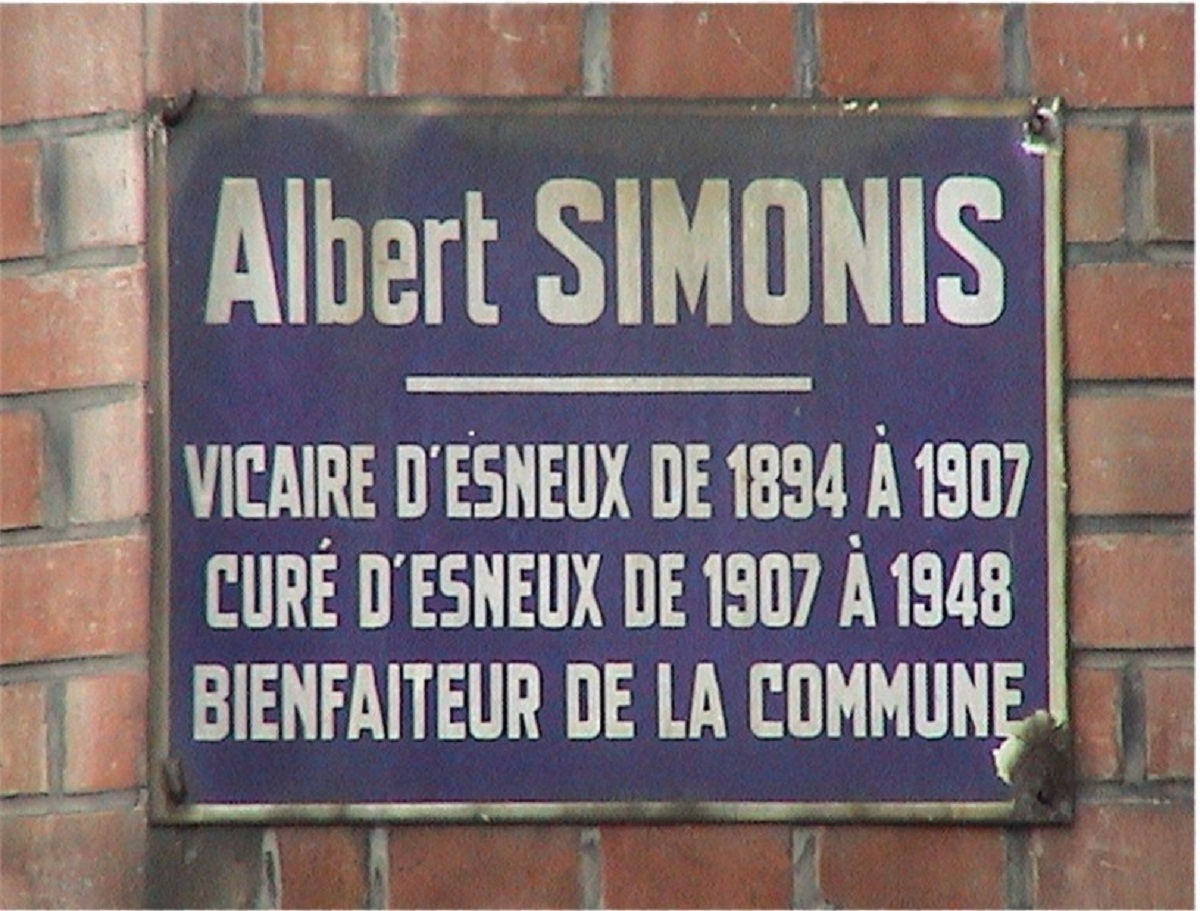 Albert SIMONIS
VICAIRE D'ESNEUX DE 1894 À 1907
CURÉ D'ESNEUX DE 1907 À 1948
BIENFAITEUR DE LA COMMUNE